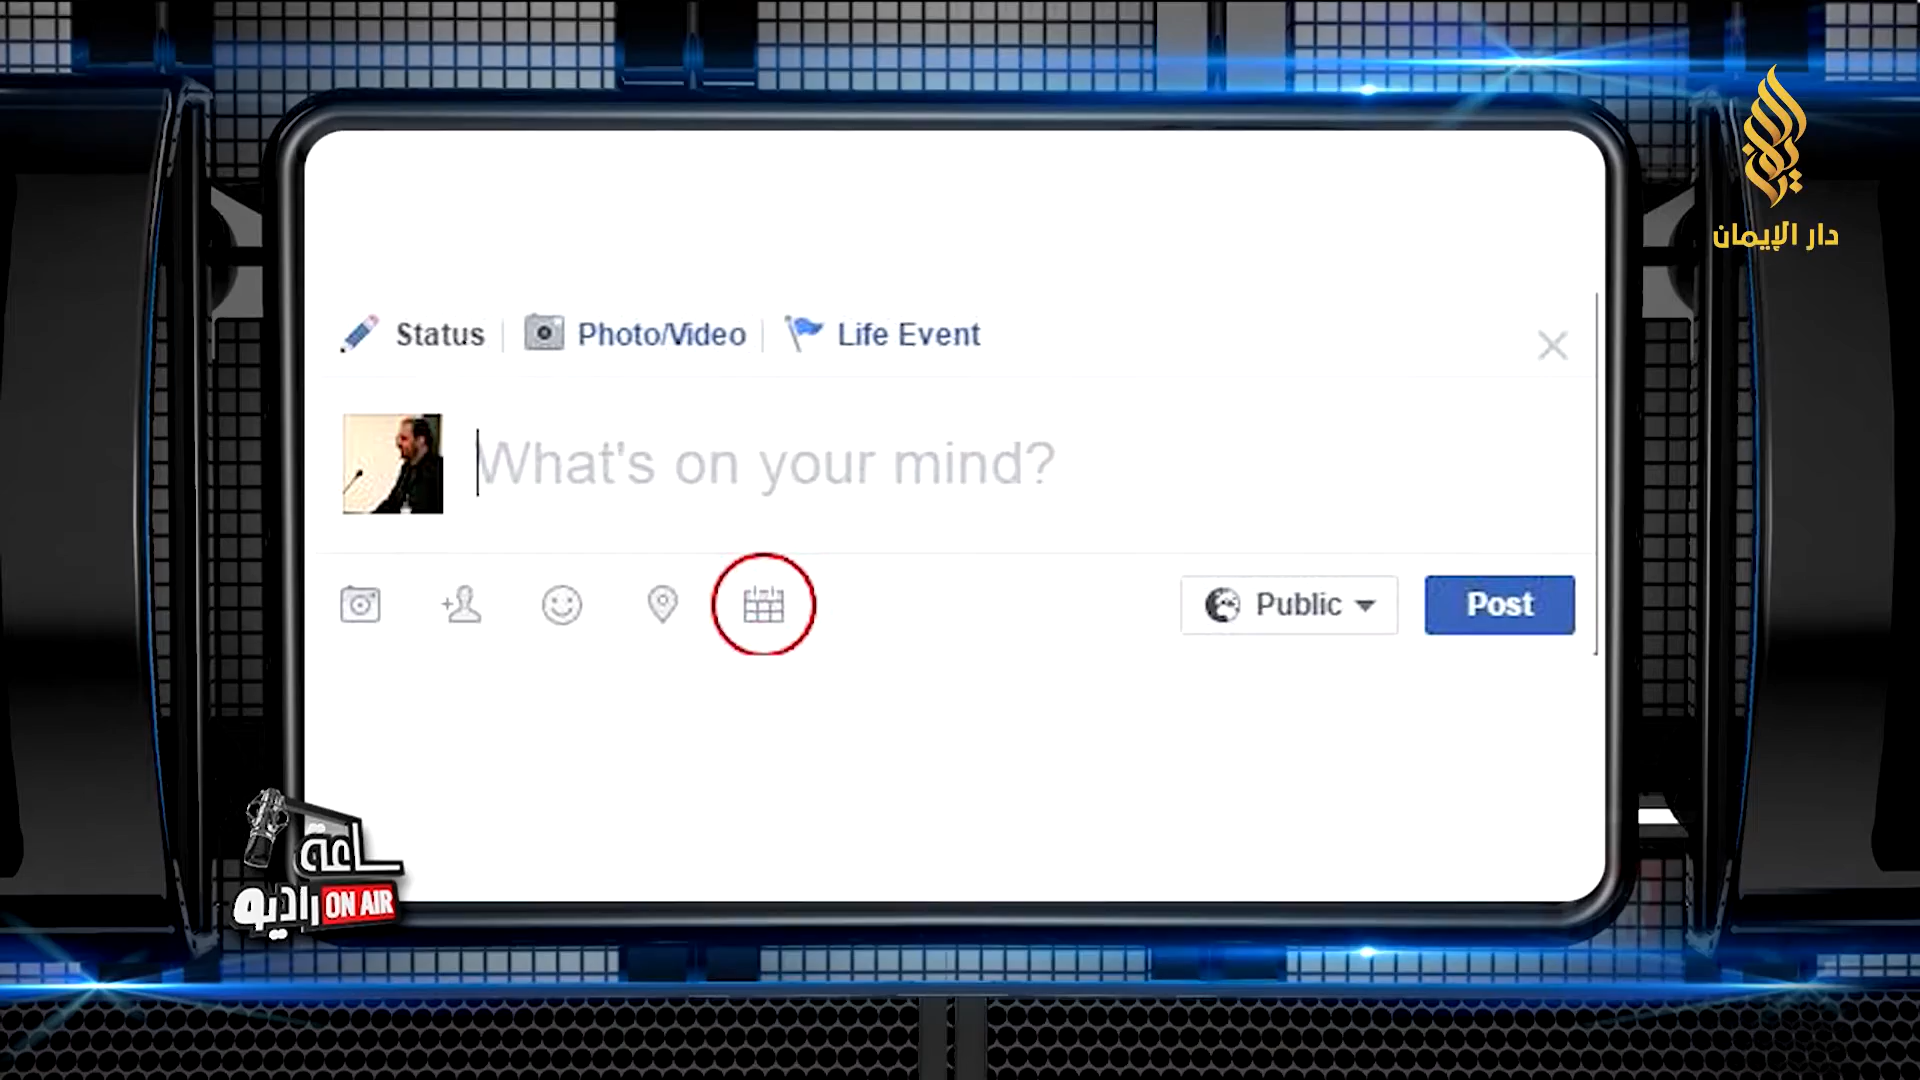 دار الإيمان
Status
Photo/Video
Life Event
What's on your mind?
Public
Post
ساعة
راديو
ON AIR